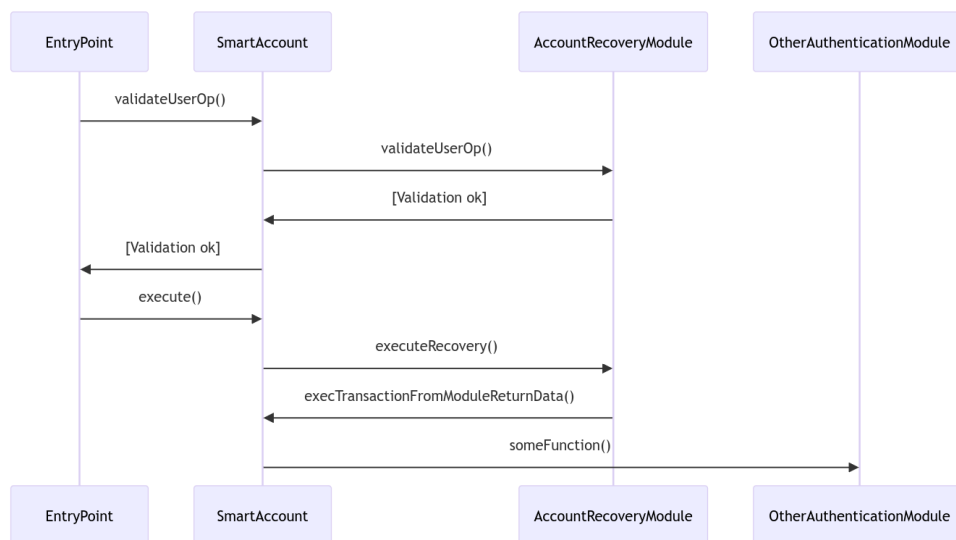 EntryPoint
SmartAccount
AccountRecoveryModule
OtherAuthenticationModule
validateUserOp()
validateUserOp()
[Validation ok]
[Validation ok]
execute()
executeRecovery()
execTransactionFromModuleReturnData()
someFunction()
EntryPoint
SmartAccount
AccountRecoveryModule
OtherAuthenticationModule